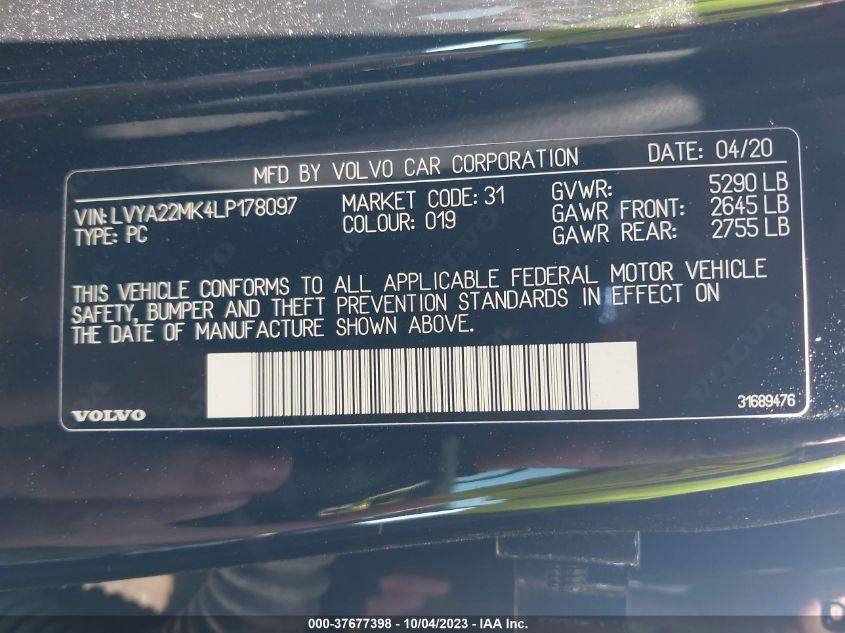 MFD BY VOLVO CAR CORPORATION DATE: 04/20
VIN: LVYA22MK4LP178097 MARKET CODE: 31 GVWR: 5290 LB
TYPE: PC COLOUR: 019 GAWR FRONT: 2645 LB
GAWR REAR: 2755 LB
THIS VEHICLE CONFORMS TO ALL APPLICABLE FEDERAL MOTOR VEHICLE
SAFETY, BUMPER AND THEFT PREVENTION STANDARDS IN EFFECT ON
THE DATE OF MANUFACTURE SHOWN ABOVE.
VOLVO
31689476
000-37677398 - 10/04/2023 - IAA Inc.